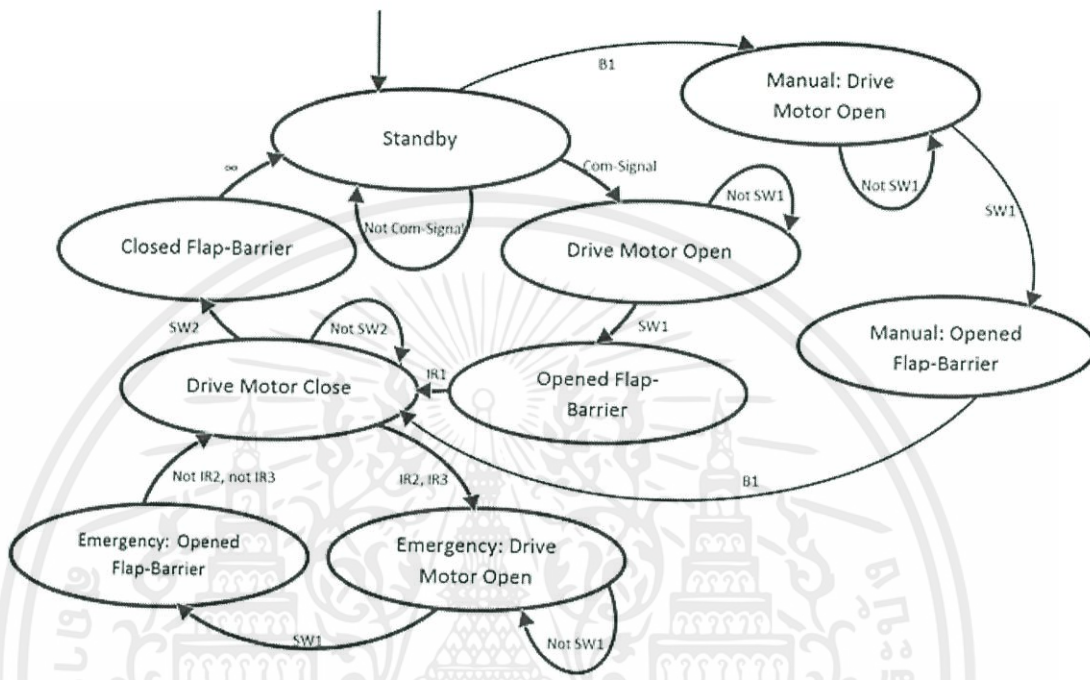 B1
Manual: Drive
Motor Open
Standby
∞
Com-Signal
Not SW1
Not SW1
Not Com-Signal
SW1
Closed Flap-Barrier
Drive Motor Open
SW2
Not SW2
SW1
Manual: Opened
Flap-Barrier
Drive Motor Close
IR1
Opened Flap-
Barrier
Not IR2, not IR3
IR2, IR3
B1
Emergency: Opened
Flap-Barrier
Emergency: Drive
Motor Open
SW1
Not SW1